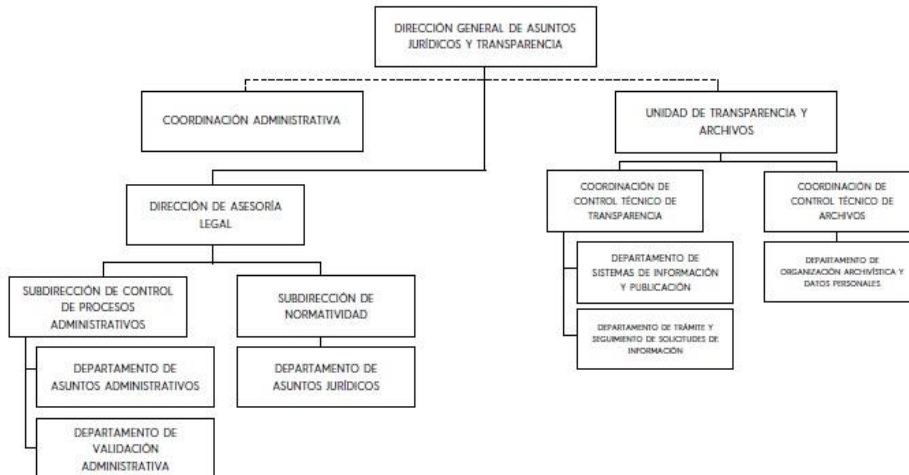 DIRECCIÓN GENERAL DE ASUNTOS
JURÍDICOS Y TRANSPARENCIA
COORDINACIÓN ADMINISTRATIVA
UNIDAD DE TRANSPARENCIA Y
ARCHIVOS
DIRECCIÓN DE ASESORÍA
LEGAL
COORDINACIÓN DE
CONTROL TÉCNICO DE
TRANSPARENCIA
COORDINACIÓN DE
CONTROL TÉCNICO DE
ARCHIVOS
DEPARTAMENTO DE
SISTEMAS DE INFORMACIÓN
Y PUBLICACIÓN
DEPARTAMENTO DE
ORGANIZACIÓN ARCHIVÍSTICA Y
DATOS PERSONALES
SUBDIRECCIÓN DE CONTROL
DE PROCESOS
ADMINISTRATIVOS
SUBDIRECCIÓN DE
NORMATIVIDAD
DEPARTAMENTO DE TRÁMITE Y
SEGUIMIENTO DE SOLICITUDES DE
INFORMACIÓN
DEPARTAMENTO DE
ASUNTOS ADMINISTRATIVOS
DEPARTAMENTO DE
ASUNTOS JURÍDICOS
DEPARTAMENTO DE
VALIDACIÓN
ADMINISTRATIVA